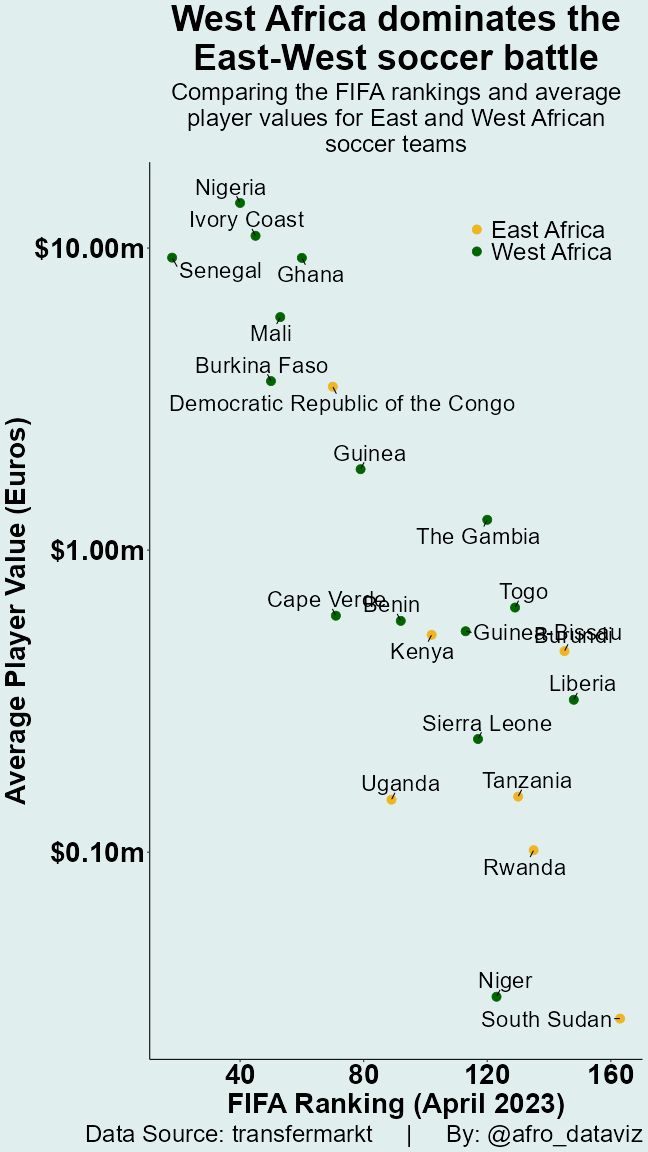 West Africa dominates the
East-West soccer battle
Comparing the FIFA rankings and average
player values for East and West African
soccer teams
Nigeria
Ivory Coast
East Africa
West Africa
$10.00m
Senegal
Ghana
Mali
Burkina Faso
Democratic Republic of the Congo
Guinea
The Gambia
$1.00m
Togo
Cape Verde
Benin
Guinea-Bissau
Burundi
Kenya
Liberia
Sierra Leone
Uganda
Tanzania
$0.10m
Rwanda
Niger
South Sudan
Average Player Value (Euros)
40
80
120
160
FIFA Ranking (April 2023)
Data Source: transfermarkt | By: @afro_dataviz